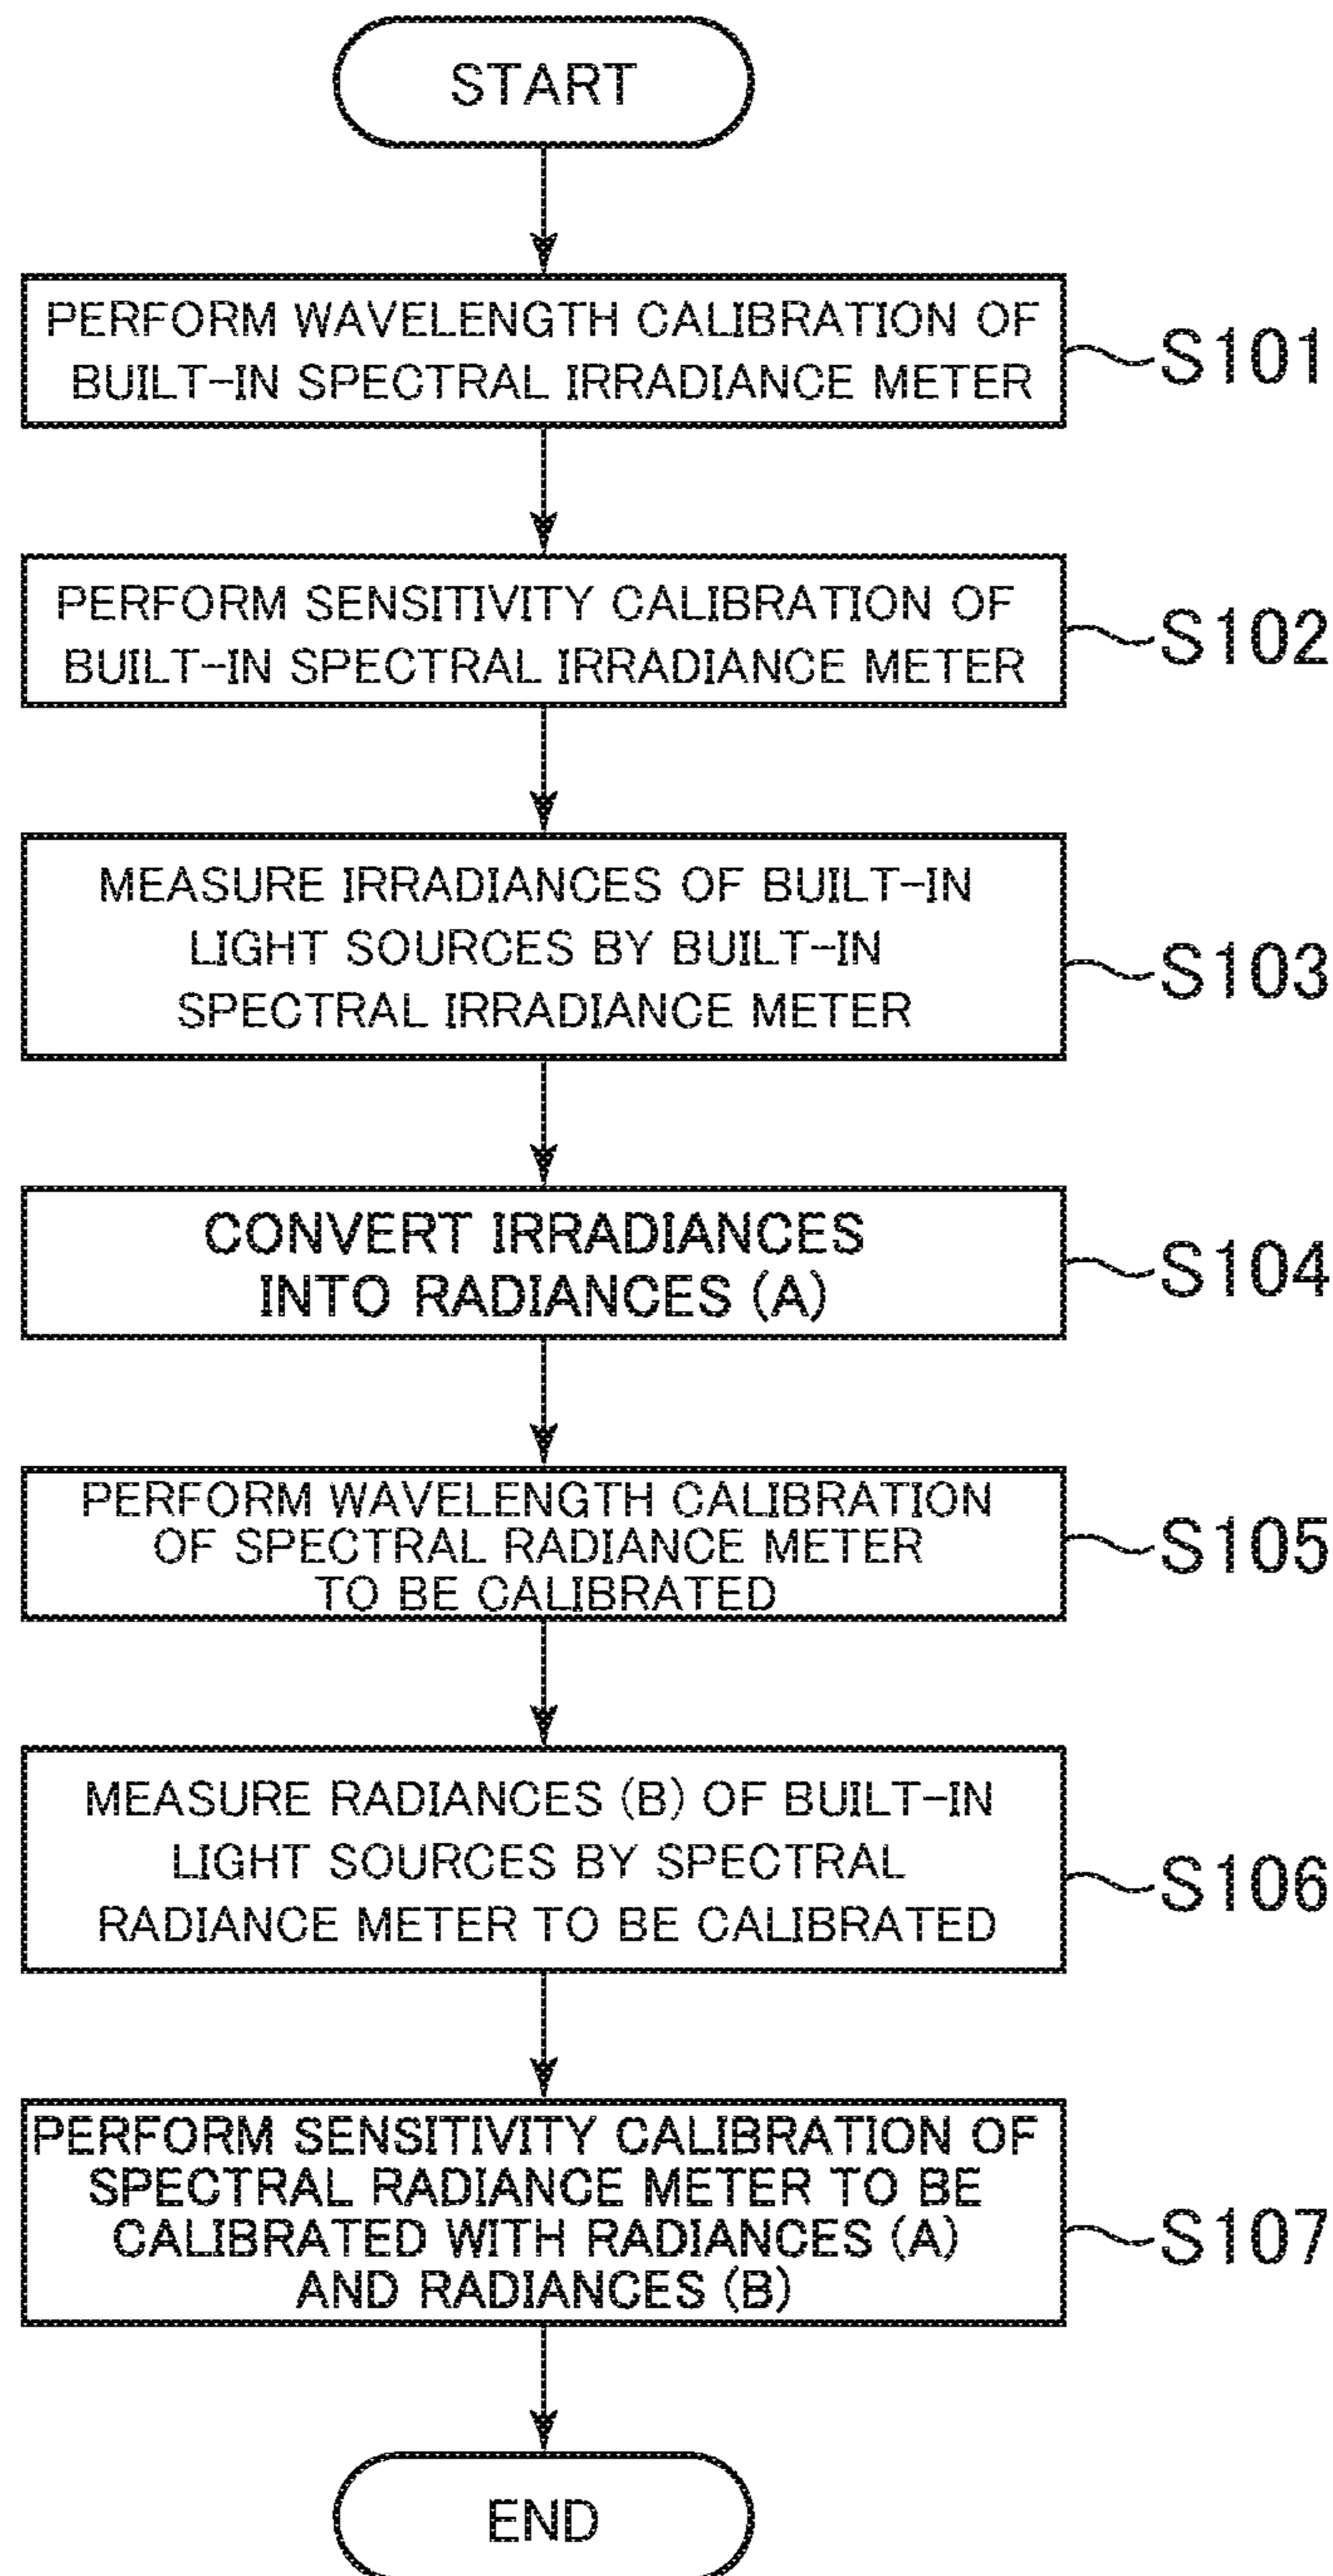 START
PERFORM WAVELENGTH CALIBRATION OF
BUILT-IN SPECTRAL IRRADIANCE METER
S101
PERFORM SENSITIVITY CALIBRATION OF
BUILT-IN SPECTRAL IRRADIANCE METER
S102
MEASURE IRRADIANCES OF BUILT-IN
LIGHT SOURCES BY BUILT-IN
SPECTRAL IRRADIANCE METER
S103
CONVERT IRRADIANCES
INTO RADIANCES (A)
S104
PERFORM WAVELENGTH CALIBRATION
OF SPECTRAL RADIANCE METER
TO BE CALIBRATED
S105
MEASURE RADIANCES (B) OF BUILT-IN
LIGHT SOURCES BY SPECTRAL
RADIANCE METER TO BE CALIBRATED
S106
PERFORM SENSITIVITY CALIBRATION OF
SPECTRAL RADIANCE METER TO BE
CALIBRATED WITH RADIANCES (A)
AND RADIANCES (B)
S107
END